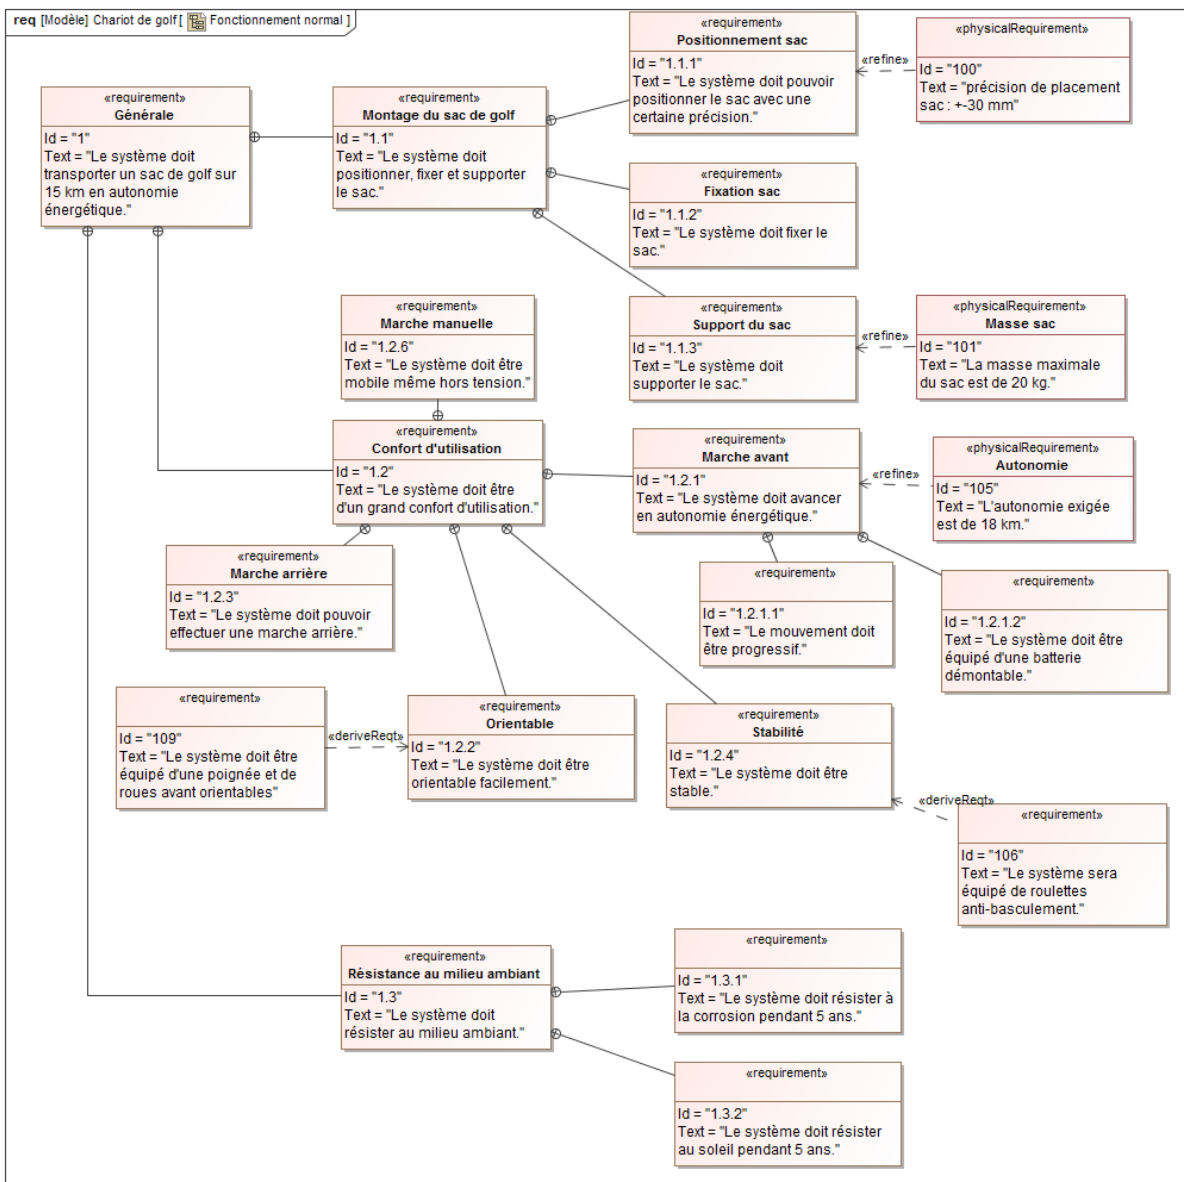 req [Modèle] Chariot de golf [ Fonctionnement normal ]
«requirement»
Générale
Id = "1"
Text = "Le système doit
transporter un sac de golf sur
15 km en autonomie
énergétique."
«requirement»
Montage du sac de golf
Id = "1.1"
Text = "Le système doit
positionner, fixer et supporter
le sac."
«requirement»
Positionnement sac
Id = "1.1.1"
Text = "Le système doit pouvoir
positionner le sac avec une
certaine précision."
«refine»
«physicalRequirement»
Id = "100"
Text = "précision de placement
sac : +-30 mm"
«requirement»
Fixation sac
Id = "1.1.2"
Text = "Le système doit fixer le
sac."
«requirement»
Support du sac
Id = "1.1.3"
Text = "Le système doit
supporter le sac."
«refine»
«physicalRequirement»
Masse sac
Id = "101"
Text = "La masse maximale
du sac est de 20 kg."
«requirement»
Marche manuelle
Id = "1.2.6"
Text = "Le système doit être
mobile même hors tension."
«requirement»
Confort d'utilisation
Id = "1.2"
Text = "Le système doit être
d'un grand confort d'utilisation."
«requirement»
Marche avant
Id = "1.2.1"
Text = "Le système doit avancer
en autonomie énergétique."
«refine»
«physicalRequirement»
Autonomie
Id = "105"
Text = "L'autonomie exigée
est de 18 km."
«requirement»
Marche arrière
Id = "1.2.3"
Text = "Le système doit pouvoir
effectuer une marche arrière."
«requirement»
Id = "1.2.1.1"
Text = "Le mouvement doit
être progressif."
«requirement»
Id = "1.2.1.2"
Text = "Le système doit être
équipé d'une batterie
démontable."
«requirement»
Id = "109"
Text = "Le système doit être
équipé d'une poignée et de
roues avant orientables"
«deriveReqt»
«requirement»
Orientable
Id = "1.2.2"
Text = "Le système doit être
orientable facilement."
«requirement»
Stabilité
Id = "1.2.4"
Text = "Le système doit être
stable."
«deriveReqt»
«requirement»
Id = "106"
Text = "Le système sera
équipé de roulettes
anti-basculement."
«requirement»
Résistance au milieu ambiant
Id = "1.3"
Text = "Le système doit
résister au milieu ambiant."
«requirement»
Id = "1.3.1"
Text = "Le système doit résister à
la corrosion pendant 5 ans."
«requirement»
Id = "1.3.2"
Text = "Le système doit résister
au soleil pendant 5 ans."